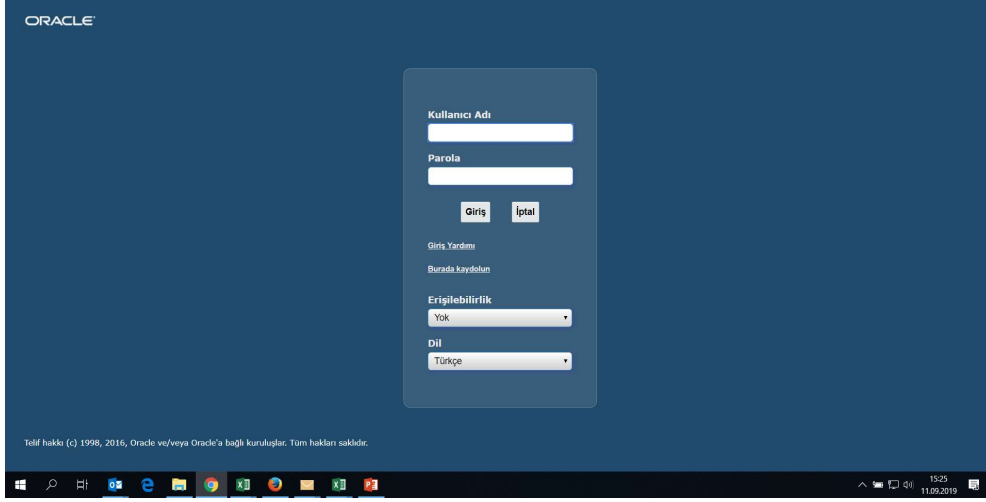 ORACLE
Kullanıcı Adı
Parola
Giriş İptal
Giriş Yardımı
Burada kaydolun
Erişilebilirlik
Yok
Dil
Türkçe
Telif hakkı (c) 1998, 2016, Oracle ve/veya Oracle'a bağlı kuruluşlar. Tüm hakları saklıdır.
15:25
11.09.2019